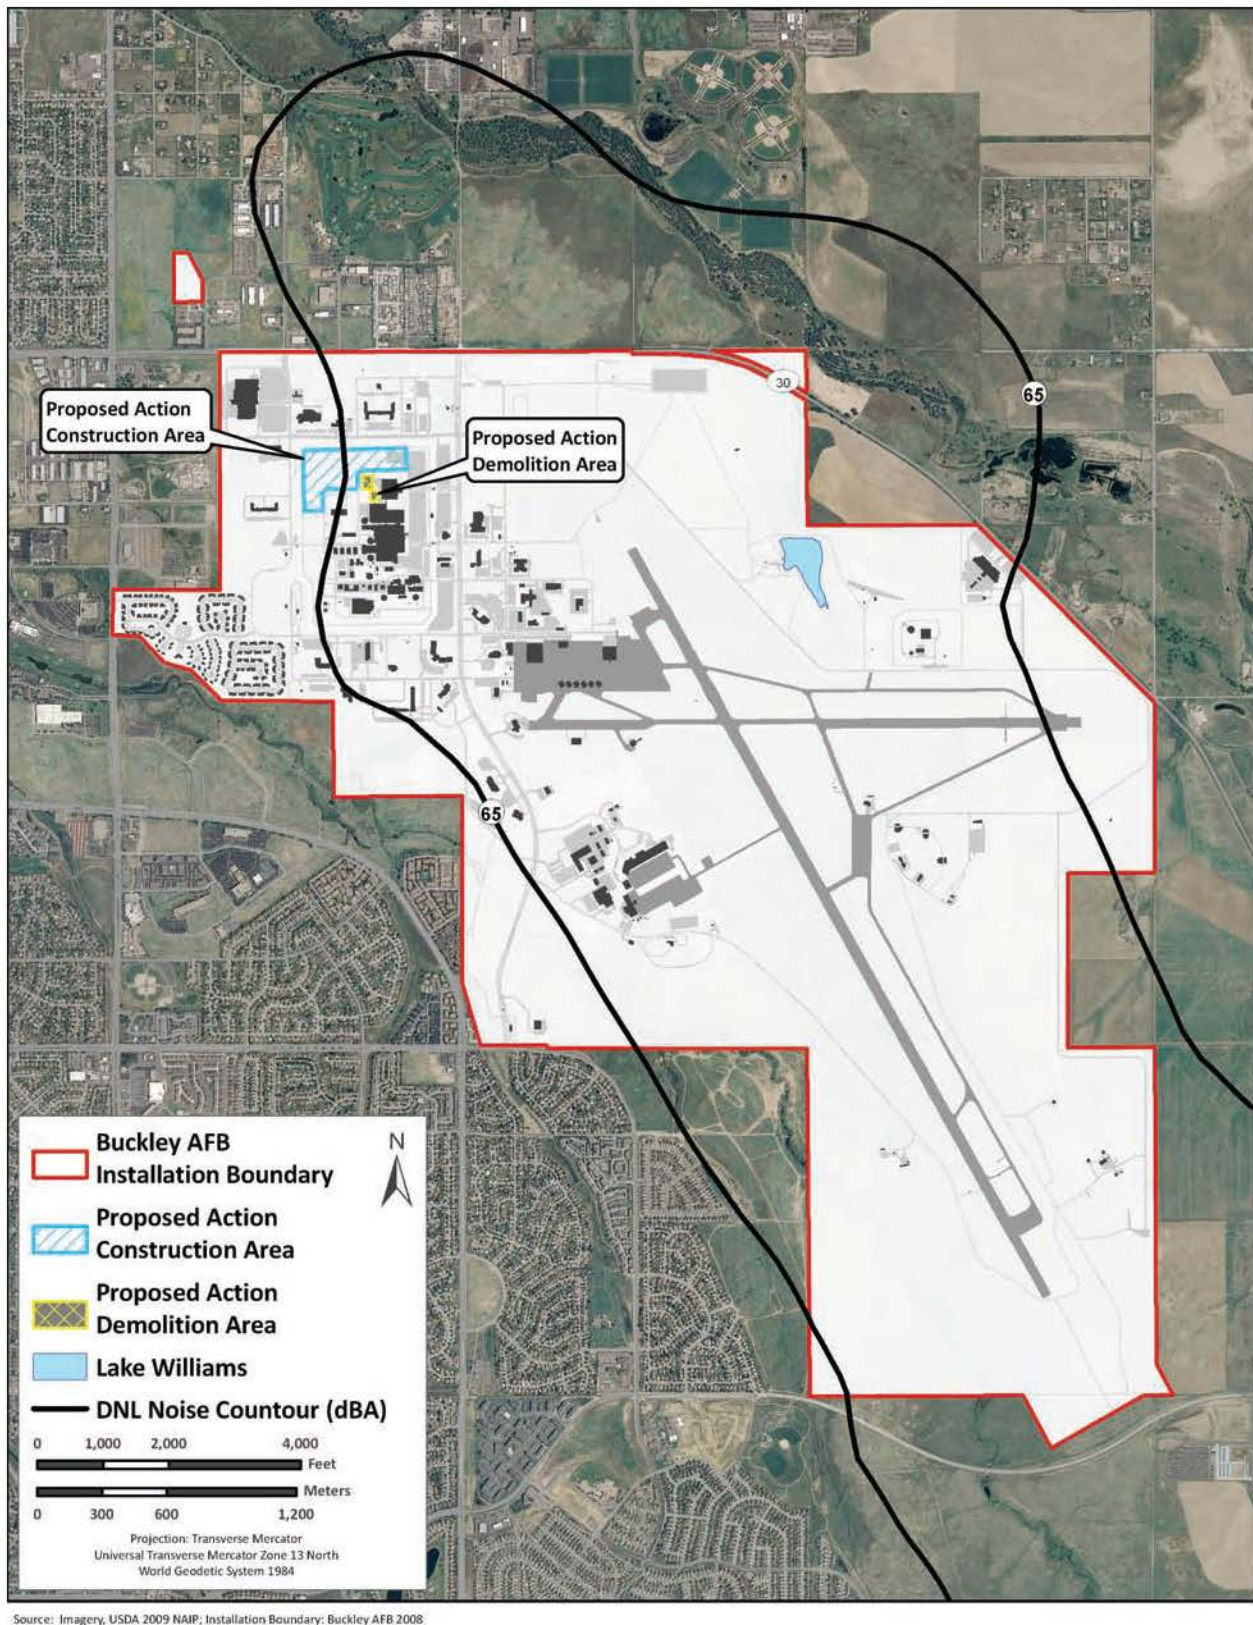 30
65
Proposed Action
Construction Area
Proposed Action
Demolition Area
65
Buckley AFB
Installation Boundary
N
Proposed Action
Construction Area
Proposed Action
Demolition Area
Lake Williams
DNL Noise Countour (dBA)
0 1,000 2,000 4,000
Feet
Meters
0 300 600 1,200
Projection: Transverse Mercator
Universal Transverse Mercator Zone 13 North
World Geodetic System 1984
Source: Imagery, USDA 2009 NAIP; Installation Boundary: Buckley AFB 2008